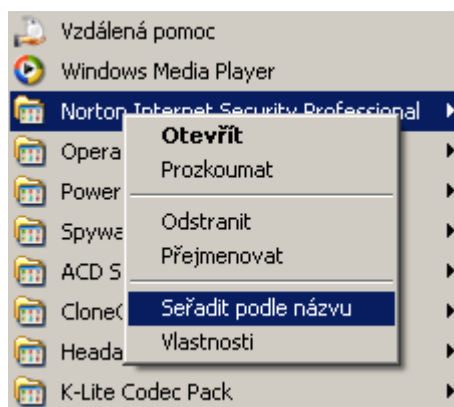 Vzdálená pomoc
Windows Media Player
Norton Internet Security Professional
Opera
Power
Spywa
ACD S
Clone
Heada
K-Lite Codec Pack
Otevřít
Prozkoumat
Odstranit
Přejmenovat
Seřadit podle názvu
Vlastnosti